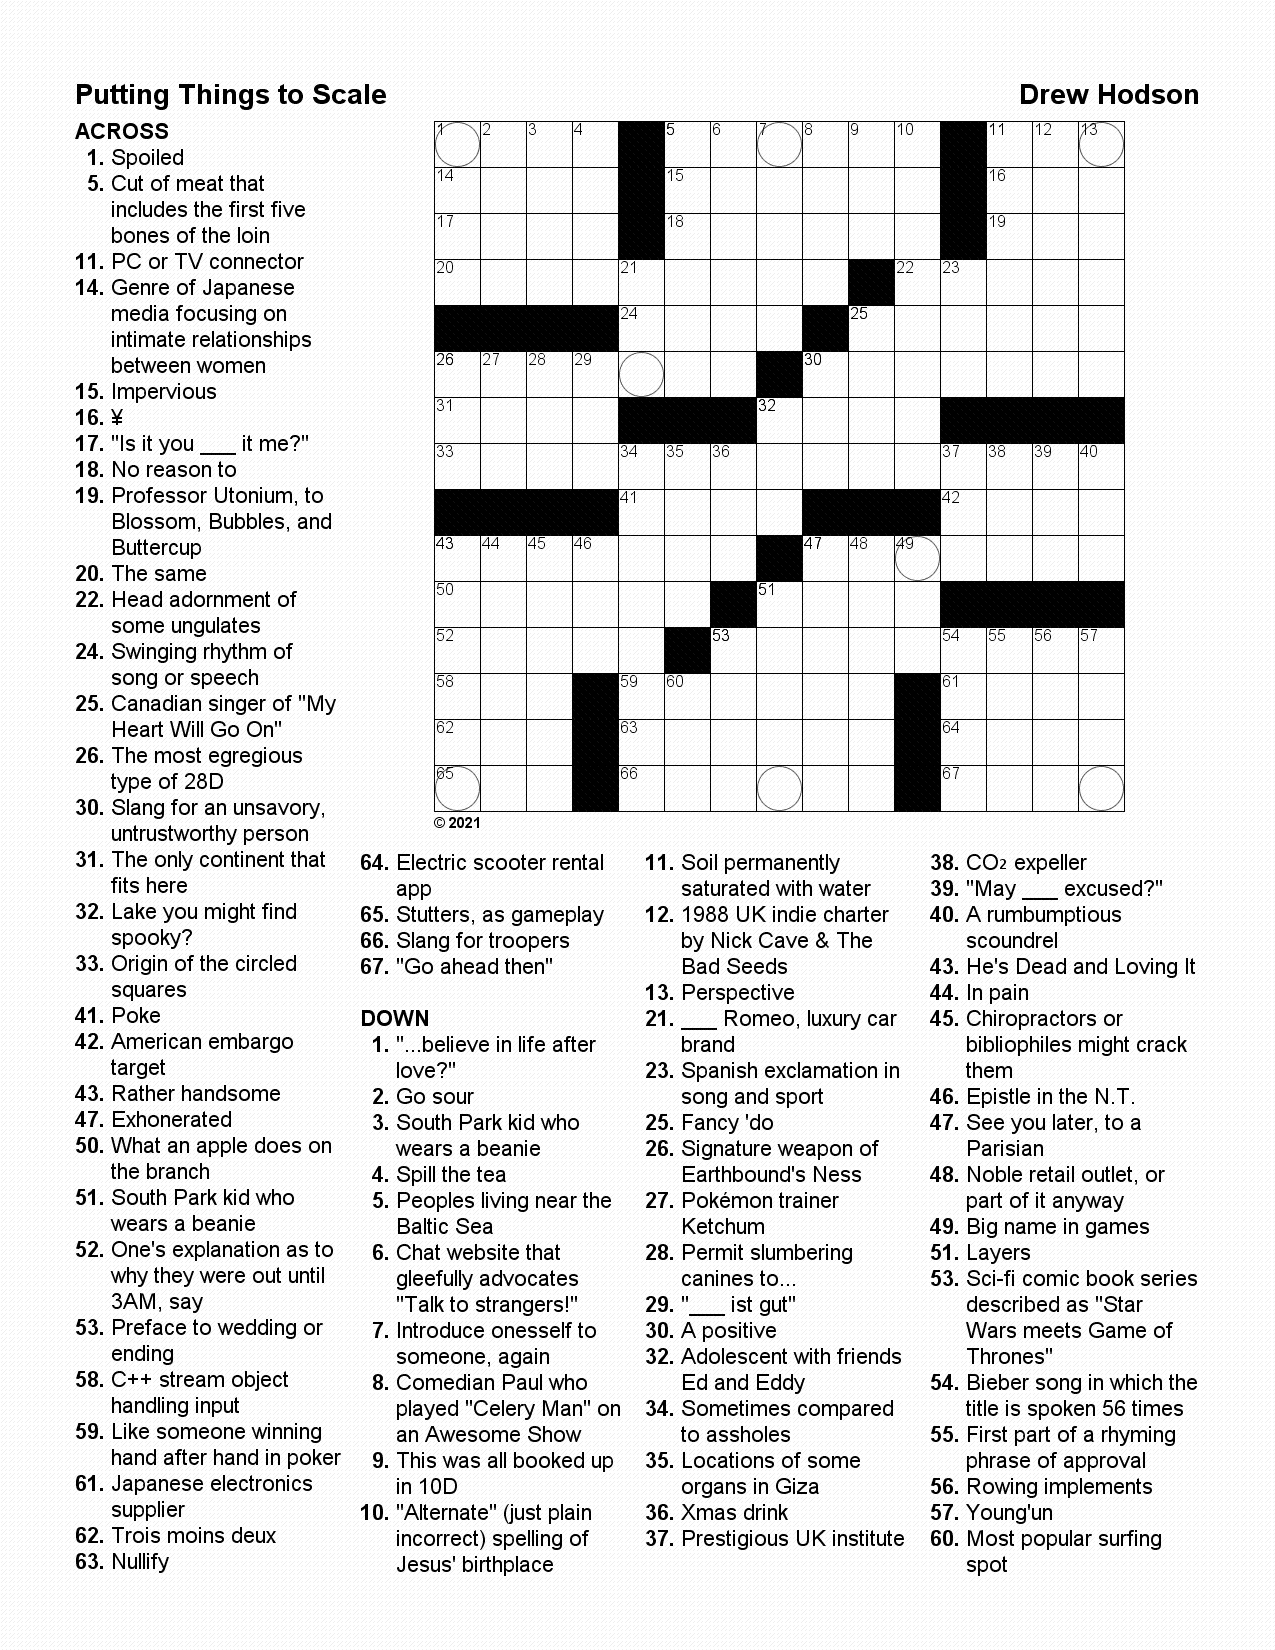 Putting Things to Scale
Drew Hodson
ACROSS
1. Spoiled
5. Cut of meat that
includes the first five
bones of the loin
11. PC or TV connector
14. Genre of Japanese
media focusing on
intimate relationships
between women
15. Impervious
16. ¥
17. "Is it you ___ it me?"
18. No reason to
19. Professor Utonium, to
Blossom, Bubbles, and
Buttercup
20. The same
22. Head adornment of
some ungulates
24. Swinging rhythm of
song or speech
25. Canadian singer of "My
Heart Will Go On"
26. The most egregious
type of 28D
30. Slang for an unsavory,
untrustworthy person
31. The only continent that
fits here
32. Lake you might find
spooky?
33. Origin of the circled
squares
41. Poke
42. American embargo
target
43. Rather handsome
47. Exhonerated
50. What an apple does on
the branch
51. South Park kid who
wears a beanie
52. One's explanation as to
why they were out until
3AM, say
53. Preface to wedding or
ending
58. C++ stream object
handling input
59. Like someone winning
hand after hand in poker
61. Japanese electronics
supplier
62. Trois moins deux
63. Nullify
1 2 3 4 5 6 7 8 9 10 11 12 13
14 15 16
17 18 19
20 21 22 23
24 25
26 27 28 29 30
31 32
33 34 35 36 37 38 39 40
41 42
43 44 45 46 47 48 49
50 51
52 53 54 55 56 57
58 59 60 61
62 63 64
65 66 67
© 2021
64. Electric scooter rental
app
65. Stutters, as gameplay
66. Slang for troopers
67. "Go ahead then"
DOWN
1. "...believe in life after
love?"
2. Go sour
3. South Park kid who
wears a beanie
4. Spill the tea
5. Peoples living near the
Baltic Sea
6. Chat website that
gleefully advocates
"Talk to strangers!"
7. Introduce onesself to
someone, again
8. Comedian Paul who
played "Celery Man" on
an Awesome Show
9. This was all booked up
in 10D
10. "Alternate" (just plain
incorrect) spelling of
Jesus' birthplace
11. Soil permanently
saturated with water
12. 1988 UK indie charter
by Nick Cave & The
Bad Seeds
13. Perspective
21. ___ Romeo, luxury car
brand
23. Spanish exclamation in
song and sport
25. Fancy 'do
26. Signature weapon of
Earthbound's Ness
27. Pokémon trainer
Ketchum
28. Permit slumbering
canines to...
29. "___ ist gut"
30. A positive
32. Adolescent with friends
Ed and Eddy
34. Sometimes compared
to assholes
35. Locations of some
organs in Giza
36. Xmas drink
37. Prestigious UK institute
38. CO₂ expeller
39. "May ___ excused?"
40. A rumbumptious
scoundrel
43. He's Dead and Loving It
44. In pain
45. Chiropractors or
bibliophiles might crack
them
46. Epistle in the N.T.
47. See you later, to a
Parisian
48. Noble retail outlet, or
part of it anyway
49. Big name in games
51. Layers
53. Sci-fi comic book series
described as "Star
Wars meets Game of
Thrones"
54. Bieber song in which the
title is spoken 56 times
55. First part of a rhyming
phrase of approval
56. Rowing implements
57. Young'un
60. Most popular surfing
spot